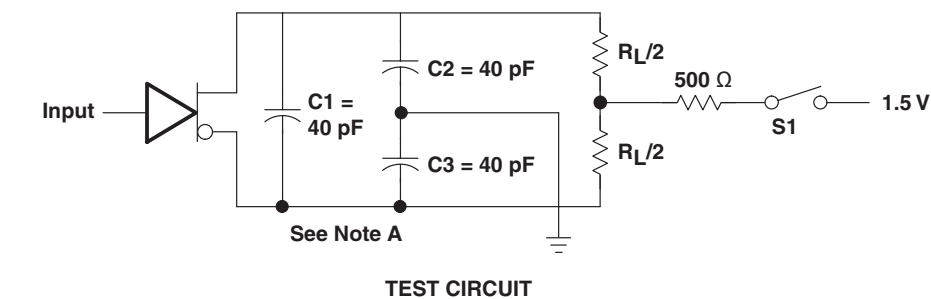 C2 = 40 pF
RL/2
500 Ω
Input
C1 =
40 pF
1.5 V
S1
C3 = 40 pF
RL/2
See Note A
TEST CIRCUIT